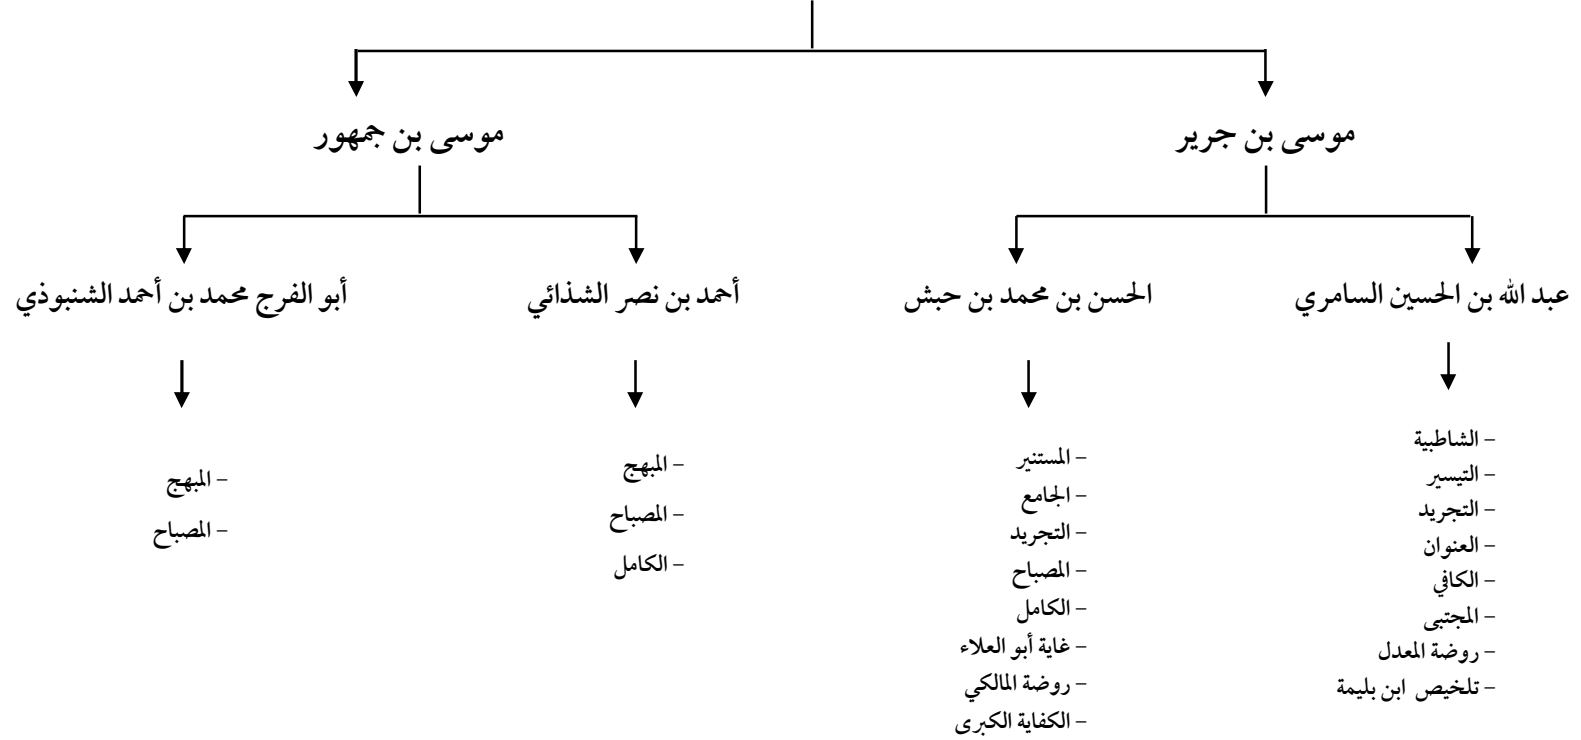 موسى بن جرير
موسى بن جمهور
عبد الله بن الحسين السامري
الحسن بن محمد بن حبش
أحمد بن نصر الشذائي
أبو الفرج محمد بن أحمد الشنبوذي
– الشاطبية
– التيسير
– التجريد
– العنوان
– الكافي
– المجتبى
– روضة المعدل
– تلخيص ابن بليمة
– المستنير
– الجامع
– التجريد
– المصباح
– الكامل
– غاية أبو العلاء
– روضة المالكي
– الكفاية الكبرى
– المبهج
– المصباح
– الكامل
– المبهج
– المصباح